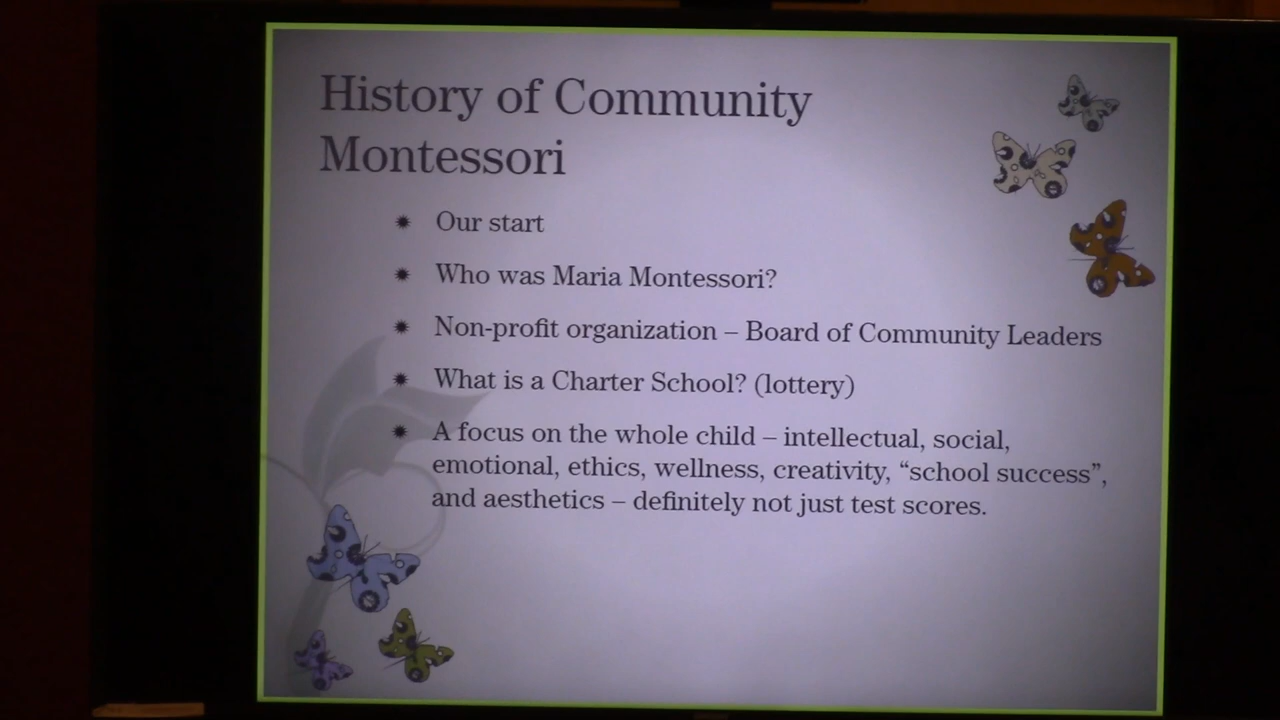 History of Community
Montessori
Our start
Who was Maria Montessori?
Non-profit organization – Board of Community Leaders
What is a Charter School? (lottery)
A focus on the whole child – intellectual, social,
emotional, ethics, wellness, creativity, “school success”,
and aesthetics – definitely not just test scores.